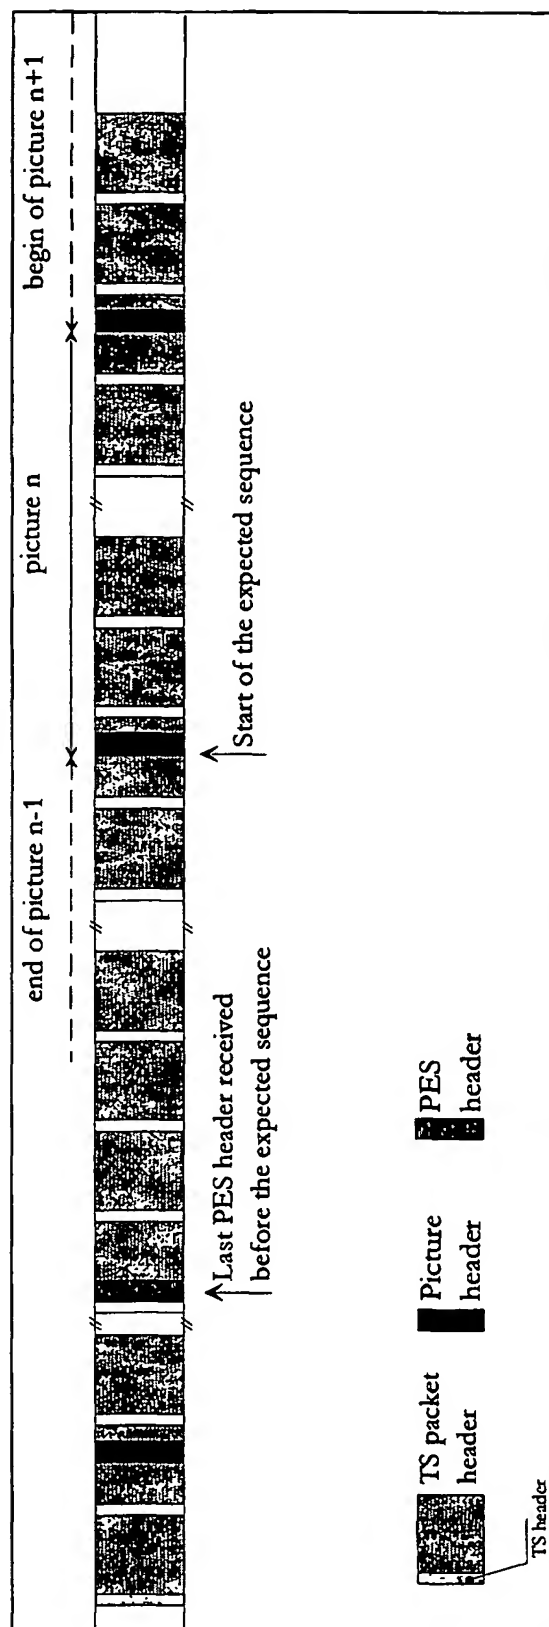 end of picture n-1
picture n
begin of picture n+1
Last PES header received
before the expected sequence
Start of the expected sequence
TS packet
header
Picture
header
PES
header
TS header